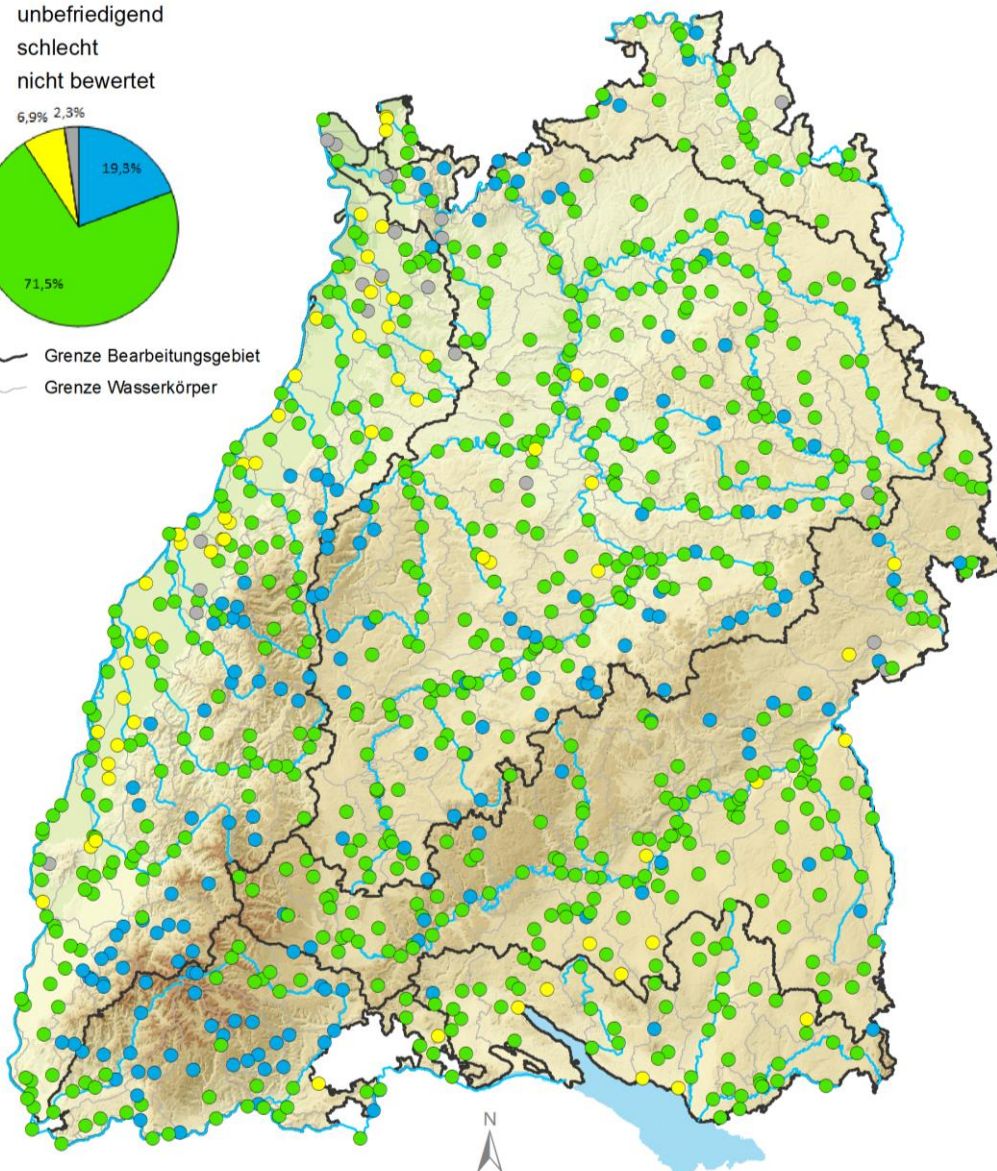 unbefriedigend
schlecht
nicht bewertet
6,9% 2,3%
19,3%
71,5%
Grenze Bearbeitungsgebiet
Grenze Wasserkörper
N